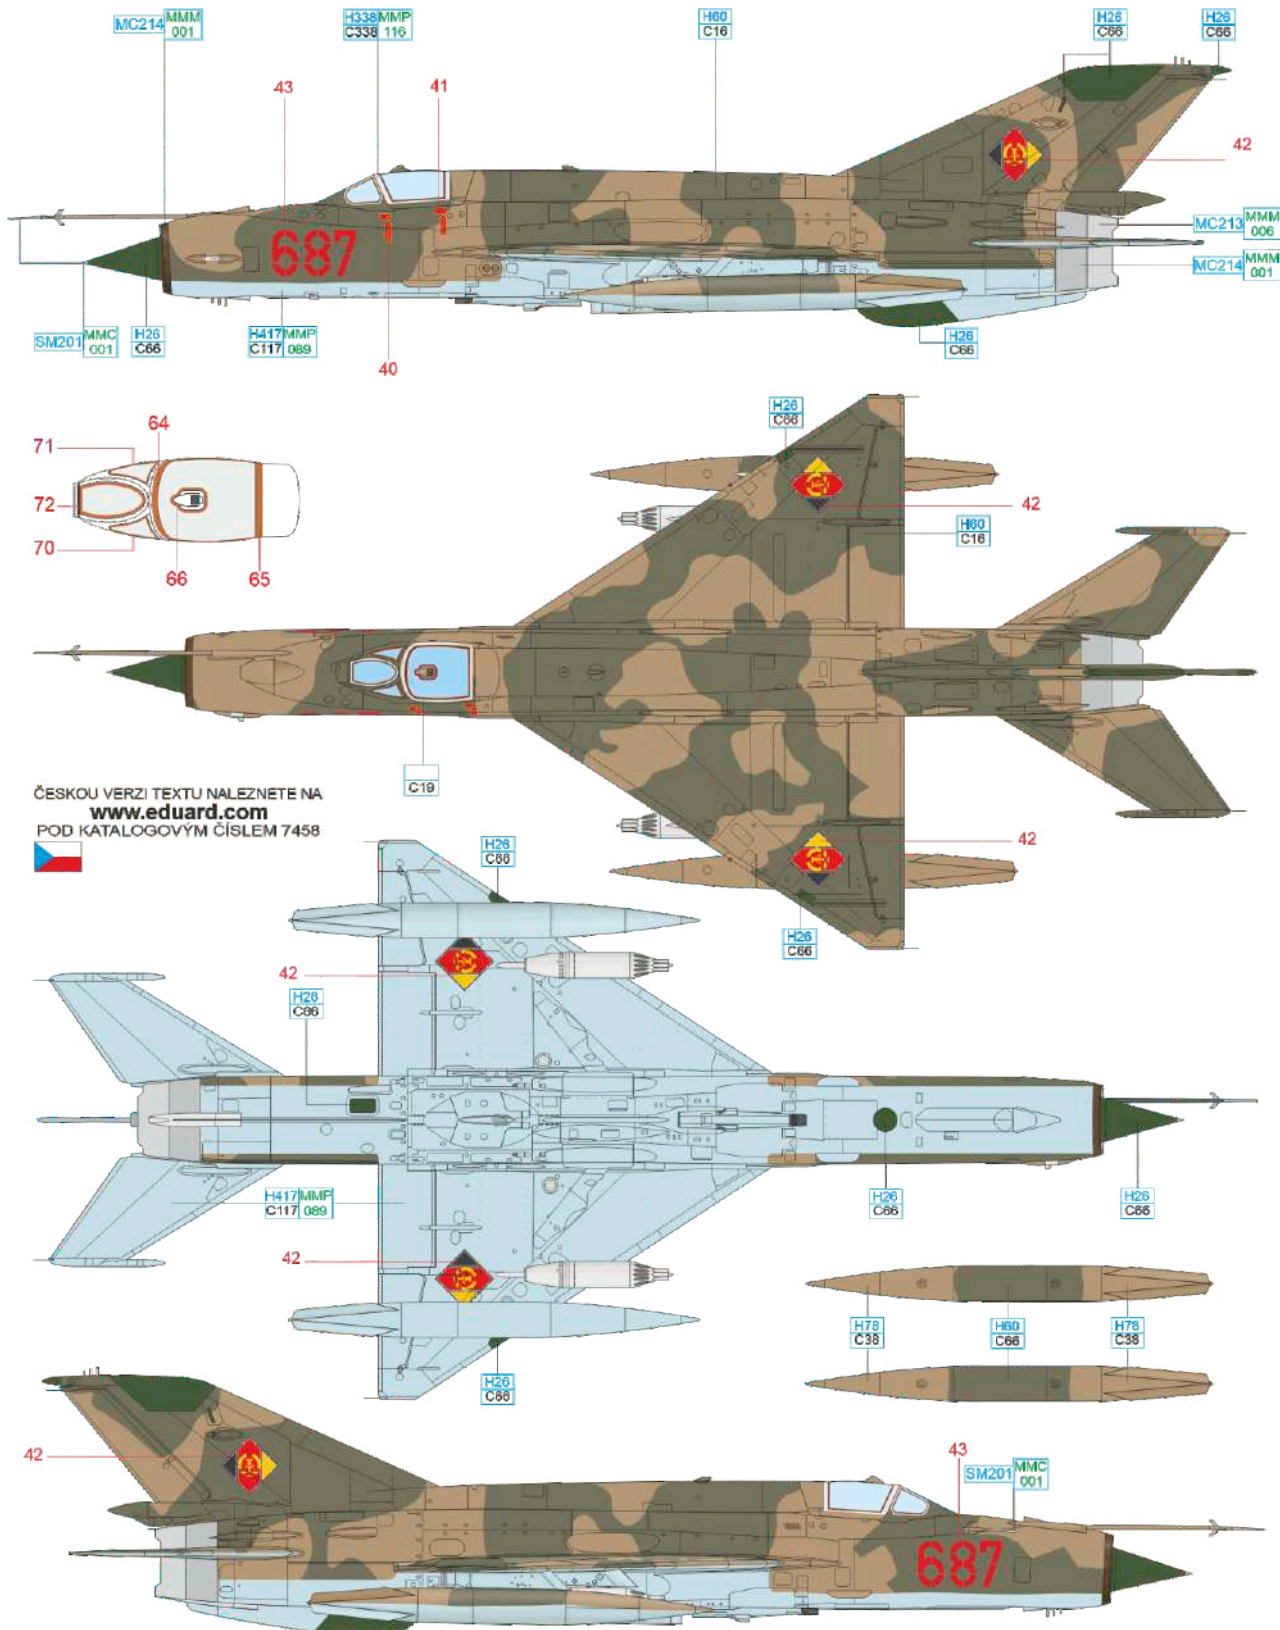 MC214 MMM 001
H338 MMP
C338 116
H60
C16
H26
C66
H26
C66
43
41
42
687
MC213 MMM 006
MC214 MMM 001
SM201 MMC 001
H26
C66
H417 MMP
C117 089
40
H26
C66
64
71
72
70
66
65
H26
C66
42
H60
C16
C19
ČESKOU VERZI TEXTU NALEZNETE NA
www.eduard.com
POD KATALOGOVÝM ČÍSLEM 7458
42
H26
C66
H26
C66
42
H26
C66
H417 MMP
C117 089
H26
C66
H26
C66
42
H26
C66
H78
C38
H60
C66
H78
C38
42
43
SM201 MMC 001
687